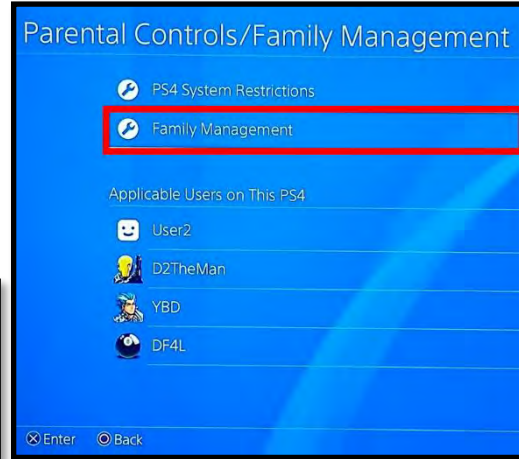 Parental Controls/Family Management
PS4 System Restrictions
Family Management
Applicable Users on This PS4
User2
D2TheMan
YBD
DF4L
Enter Back